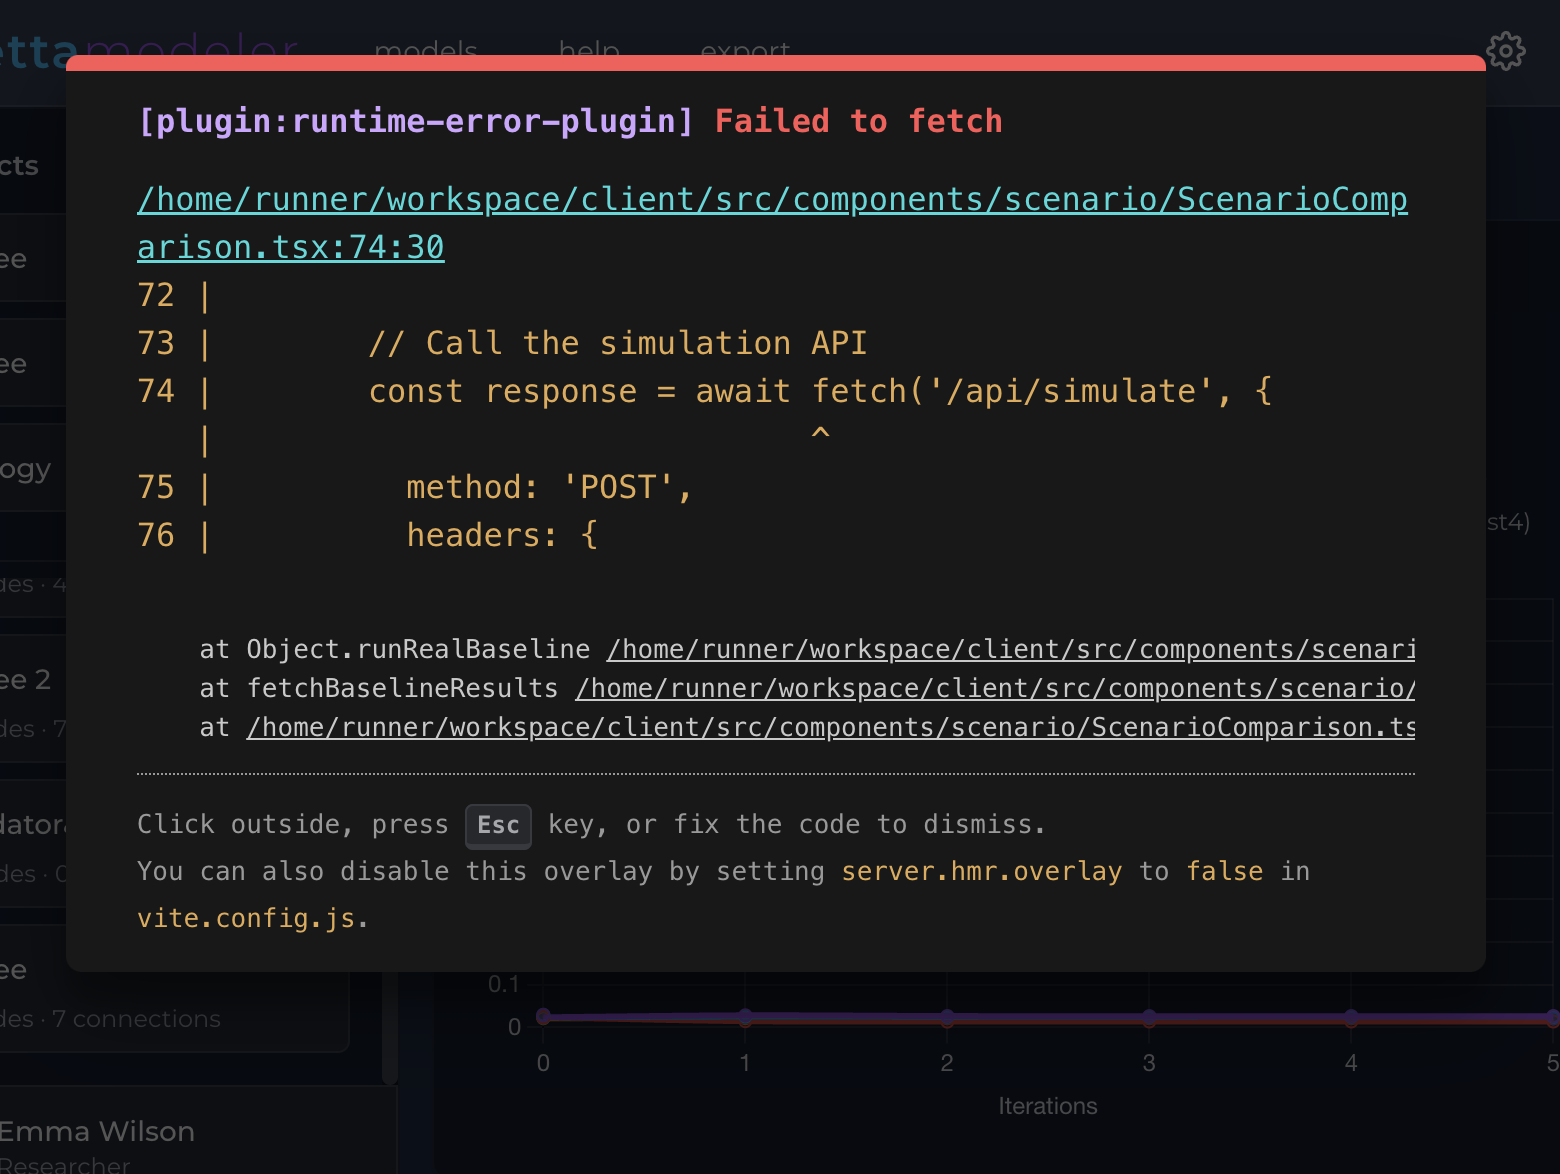 ettamodeler models help export
[plugin:runtime-error-plugin] Failed to fetch
/home/runner/workspace/client/src/components/scenario/ScenarioComp
arison.tsx:74:30
72 |
73 |        // Call the simulation API
74 |        const response = await fetch('/api/simulate', {
   |                               ^
75 |          method: 'POST',
76 |          headers: {
at Object.runRealBaseline /home/runner/workspace/client/src/components/scenari
at fetchBaselineResults /home/runner/workspace/client/src/components/scenario/
at /home/runner/workspace/client/src/components/scenario/ScenarioComparison.ts
Click outside, press Esc key, or fix the code to dismiss.
You can also disable this overlay by setting server.hmr.overlay to false in
vite.config.js.
cts
ee
ee
ogy
des · 4
ee 2
des · 7
dator
des · 0
ee
des · 7 connections
Emma Wilson
Researcher
st4)
0.1
0
0 1 2 3 4 5
Iterations